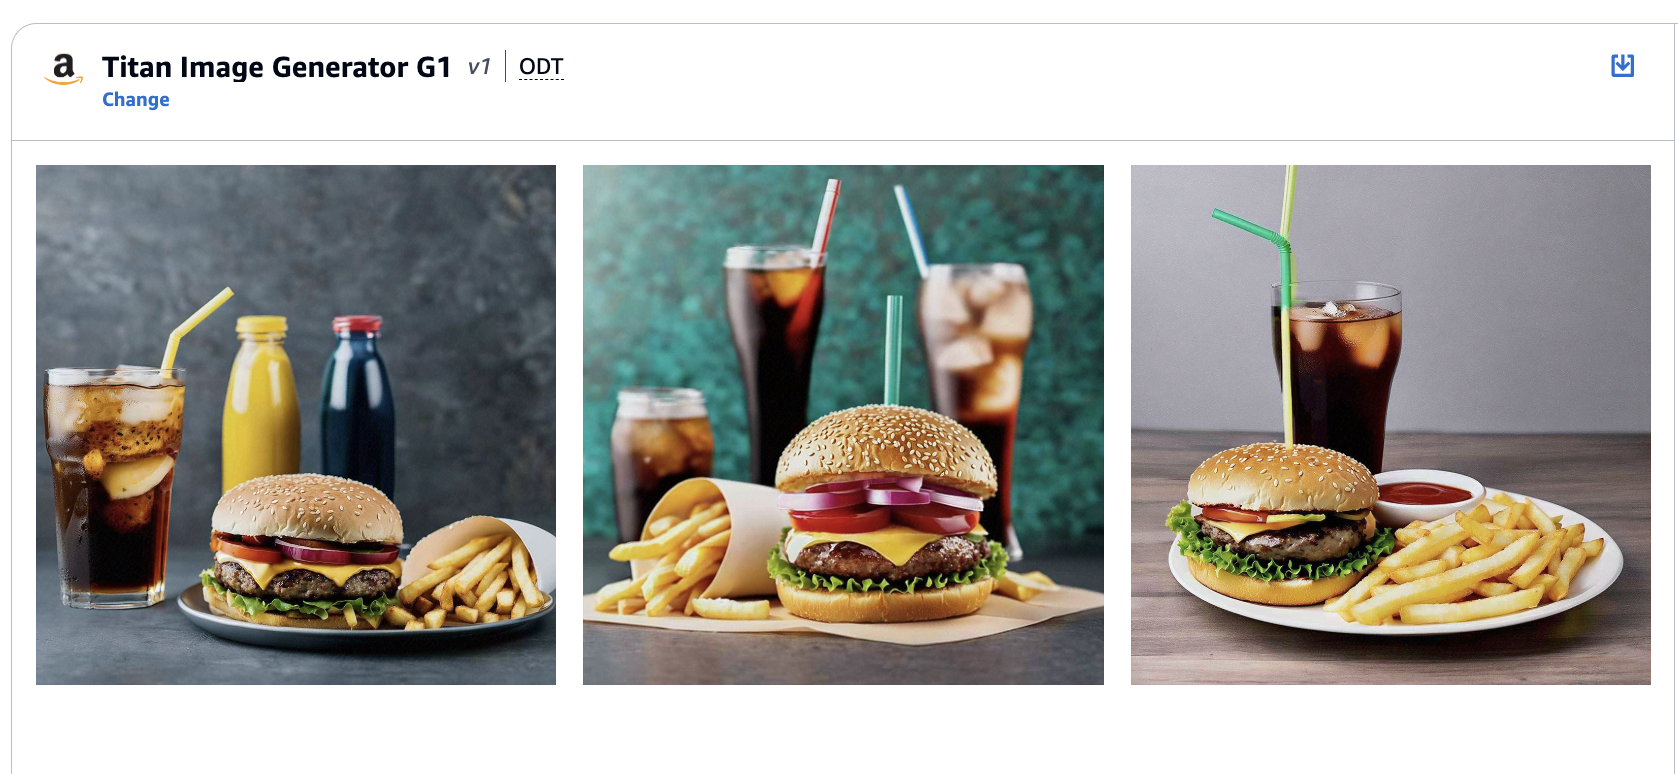 Titan Image Generator G1 v1 | ODT
Change